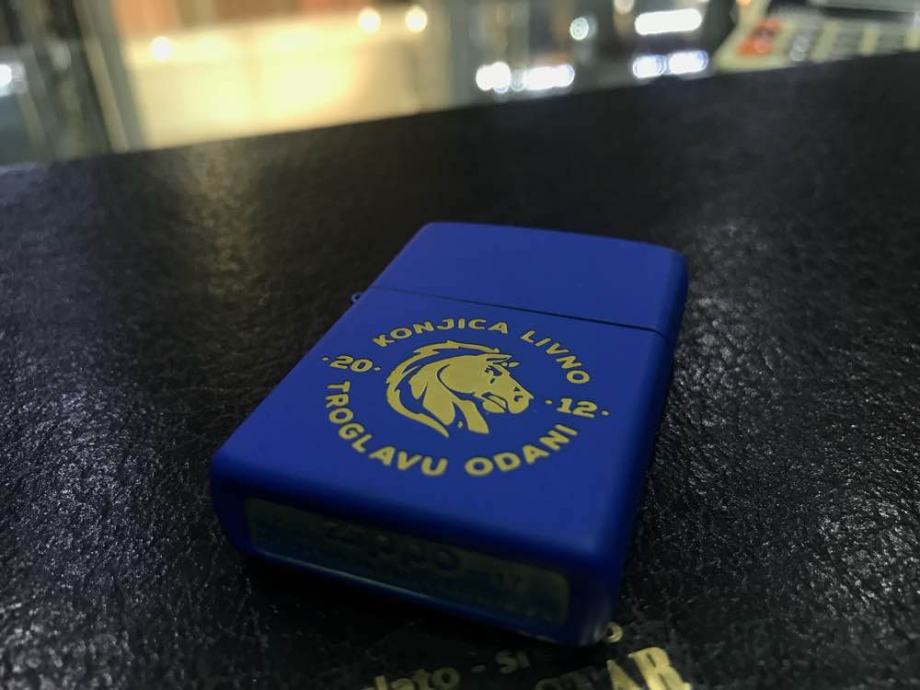 KONJICA LIVNO
·20· ·12·
TROGLAVU ODANI